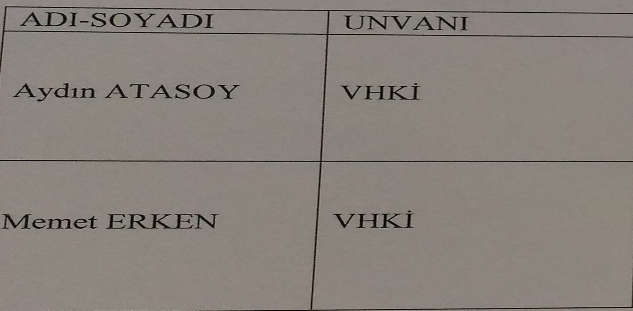 ADI-SOYADI UNVANI
Aydın ATASOY VHKİ
Memet ERKEN VHKİ